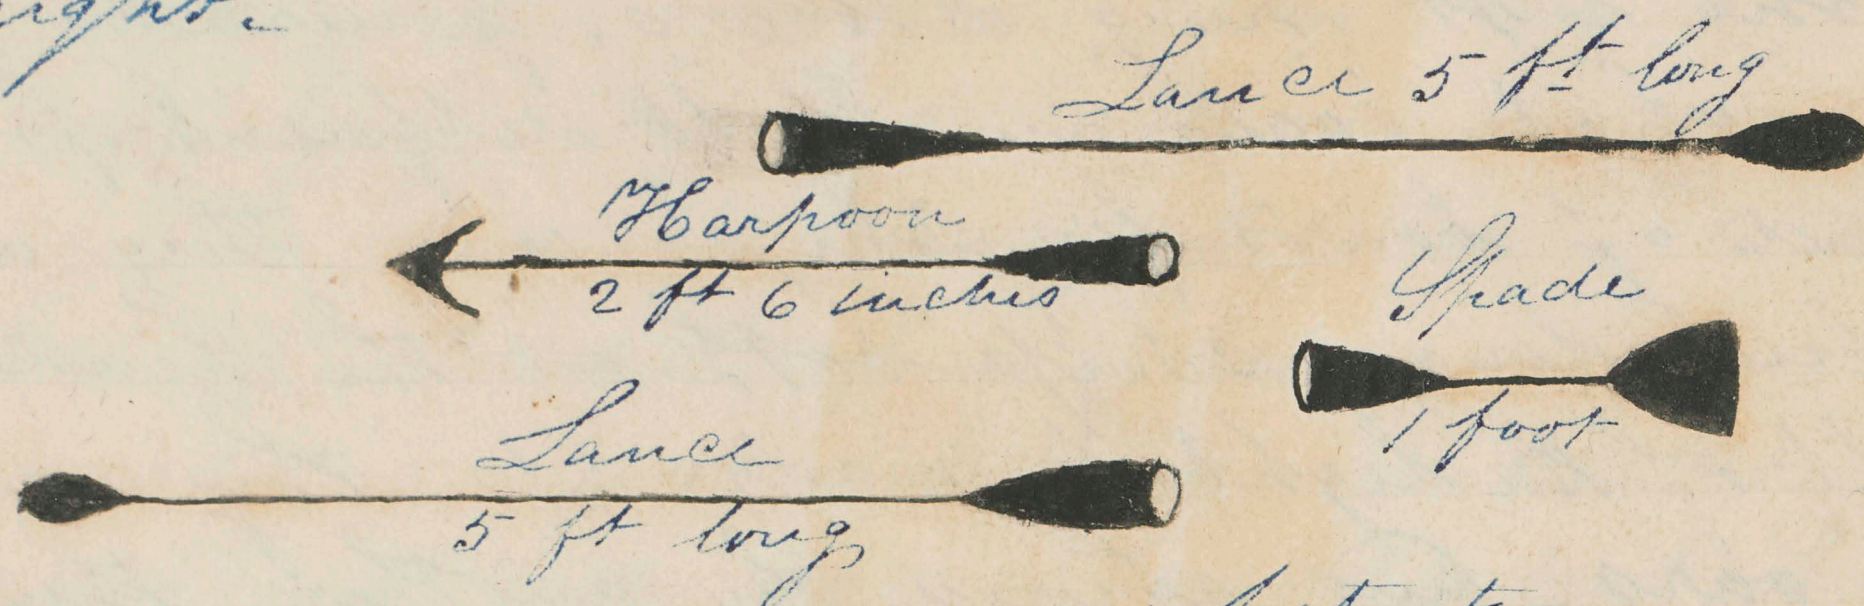 Lance 5 ft long
Harpoon
2 ft 6 inches
Spade
1 foot
Lance
5 ft long